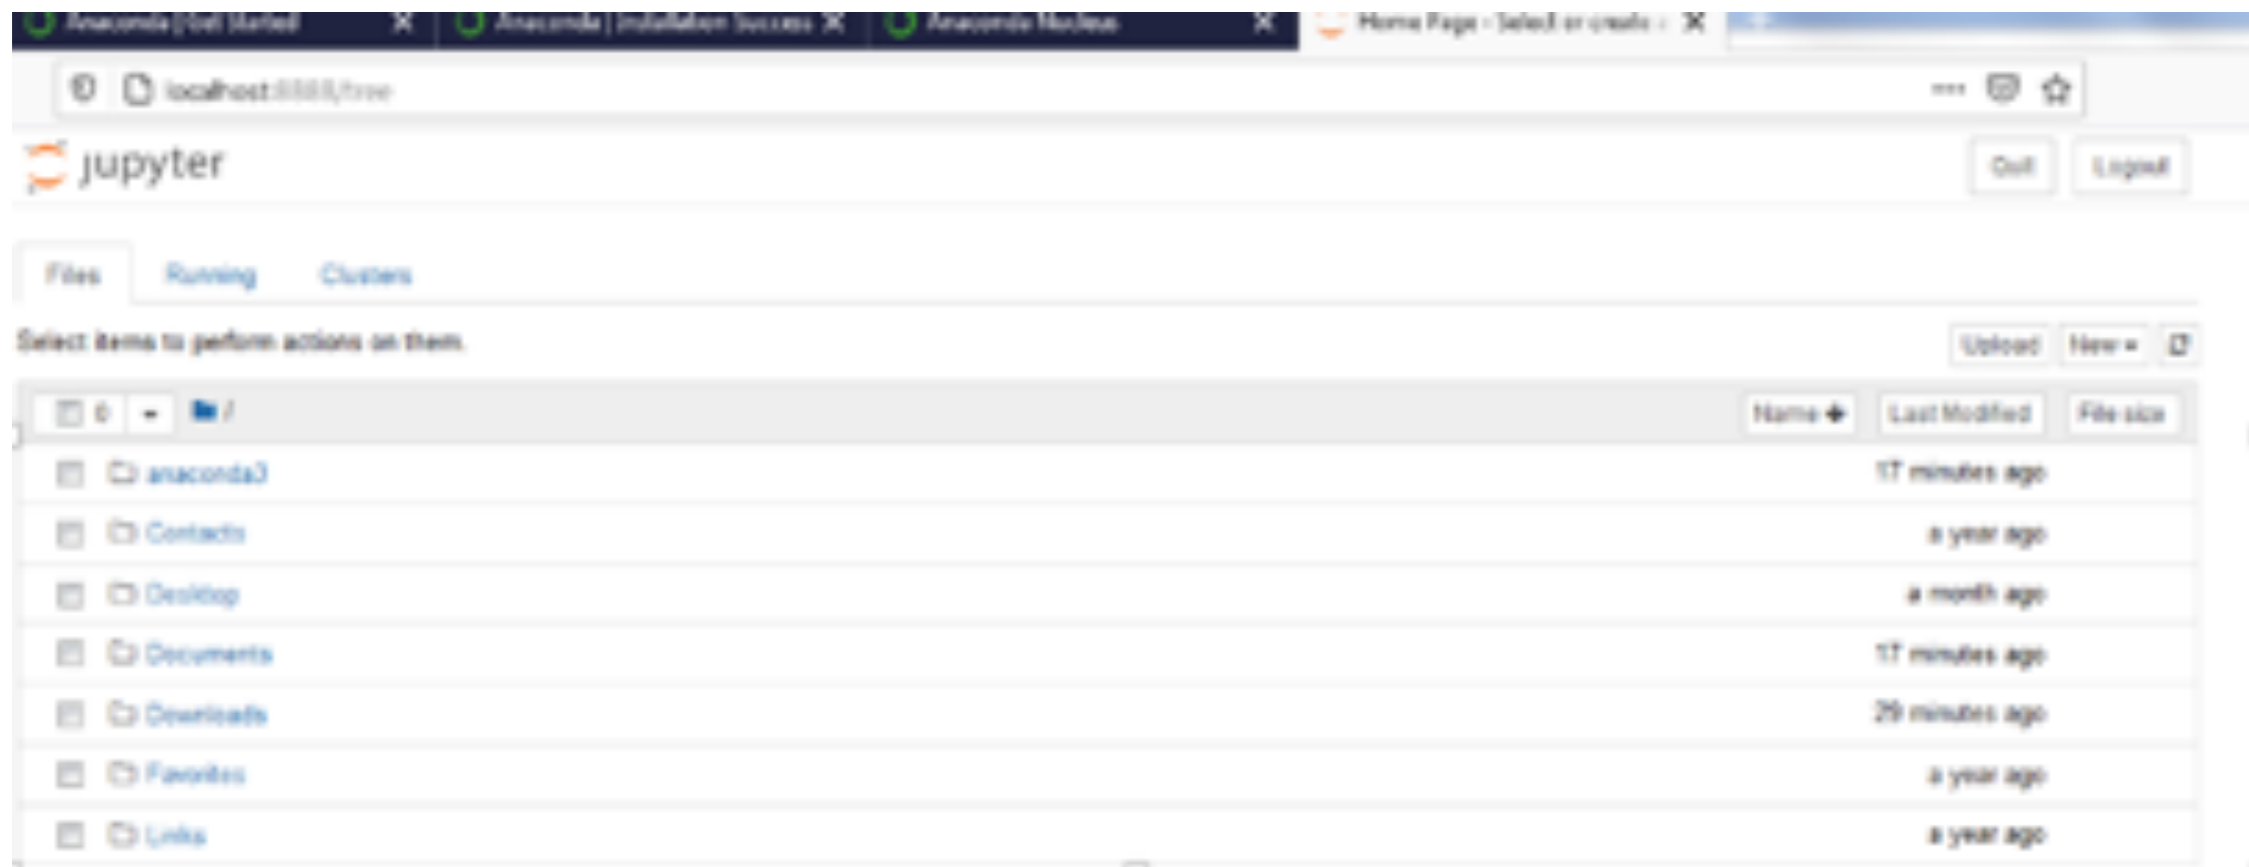 Anaconda | Get Started
Anaconda | Installation Success
Anaconda Nucleus
Home Page - Select or create a
localhost:8888/tree
jupyter
Quit Logout
Files Running Clusters
Select items to perform actions on them.
Upload New
0 / Name Last Modified File size
anaconda3 17 minutes ago
Contacts a year ago
Desktop a month ago
Documents 17 minutes ago
Downloads 29 minutes ago
Favorites a year ago
Links a year ago